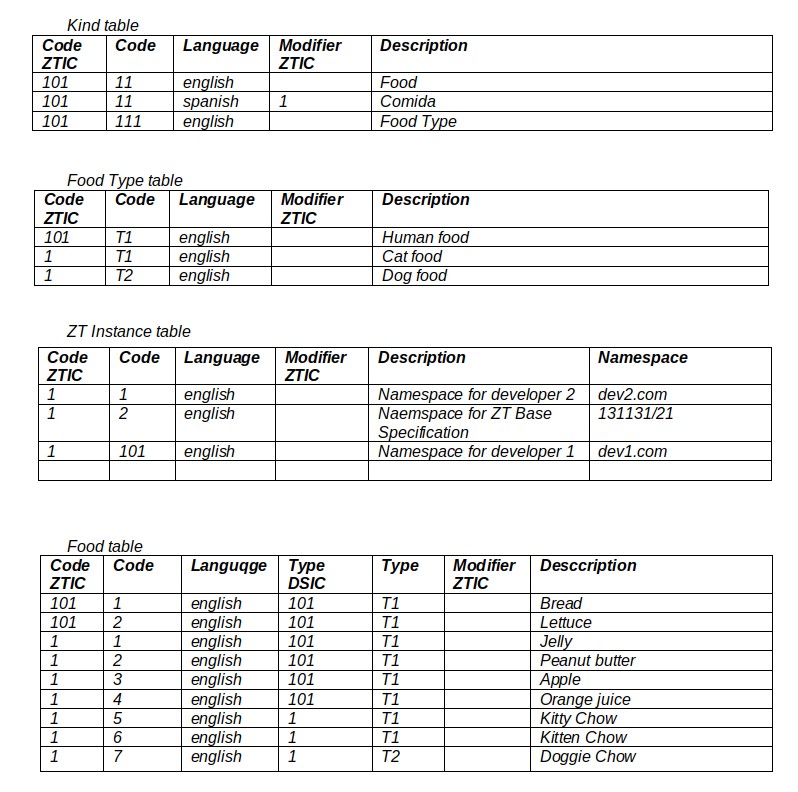 Kind table
Code ZTIC Code Language Modifier ZTIC Description
101 11 english Food
101 11 spanish 1 Comida
101 111 english Food Type
Food Type table
Code ZTIC Code Language Modifier ZTIC Description
101 T1 english Human food
1 T1 english Cat food
1 T2 english Dog food
ZT Instance table
Code ZTIC Code Language Modifier ZTIC Description Namespace
1 1 english Namespace for developer 2 dev2.com
1 2 english Naemspace for ZT Base Specification 131131/21
1 101 english Namespace for developer 1 dev1.com
Food table
Code ZTIC Code Languqge Type DSIC Type Modifier ZTIC Desccription
101 1 english 101 T1 Bread
101 2 english 101 T1 Lettuce
1 1 english 101 T1 Jelly
1 2 english 101 T1 Peanut butter
1 3 english 101 T1 Apple
1 4 english 101 T1 Orange juice
1 5 english 1 T1 Kitty Chow
1 6 english 1 T1 Kitten Chow
1 7 english 1 T2 Doggie Chow